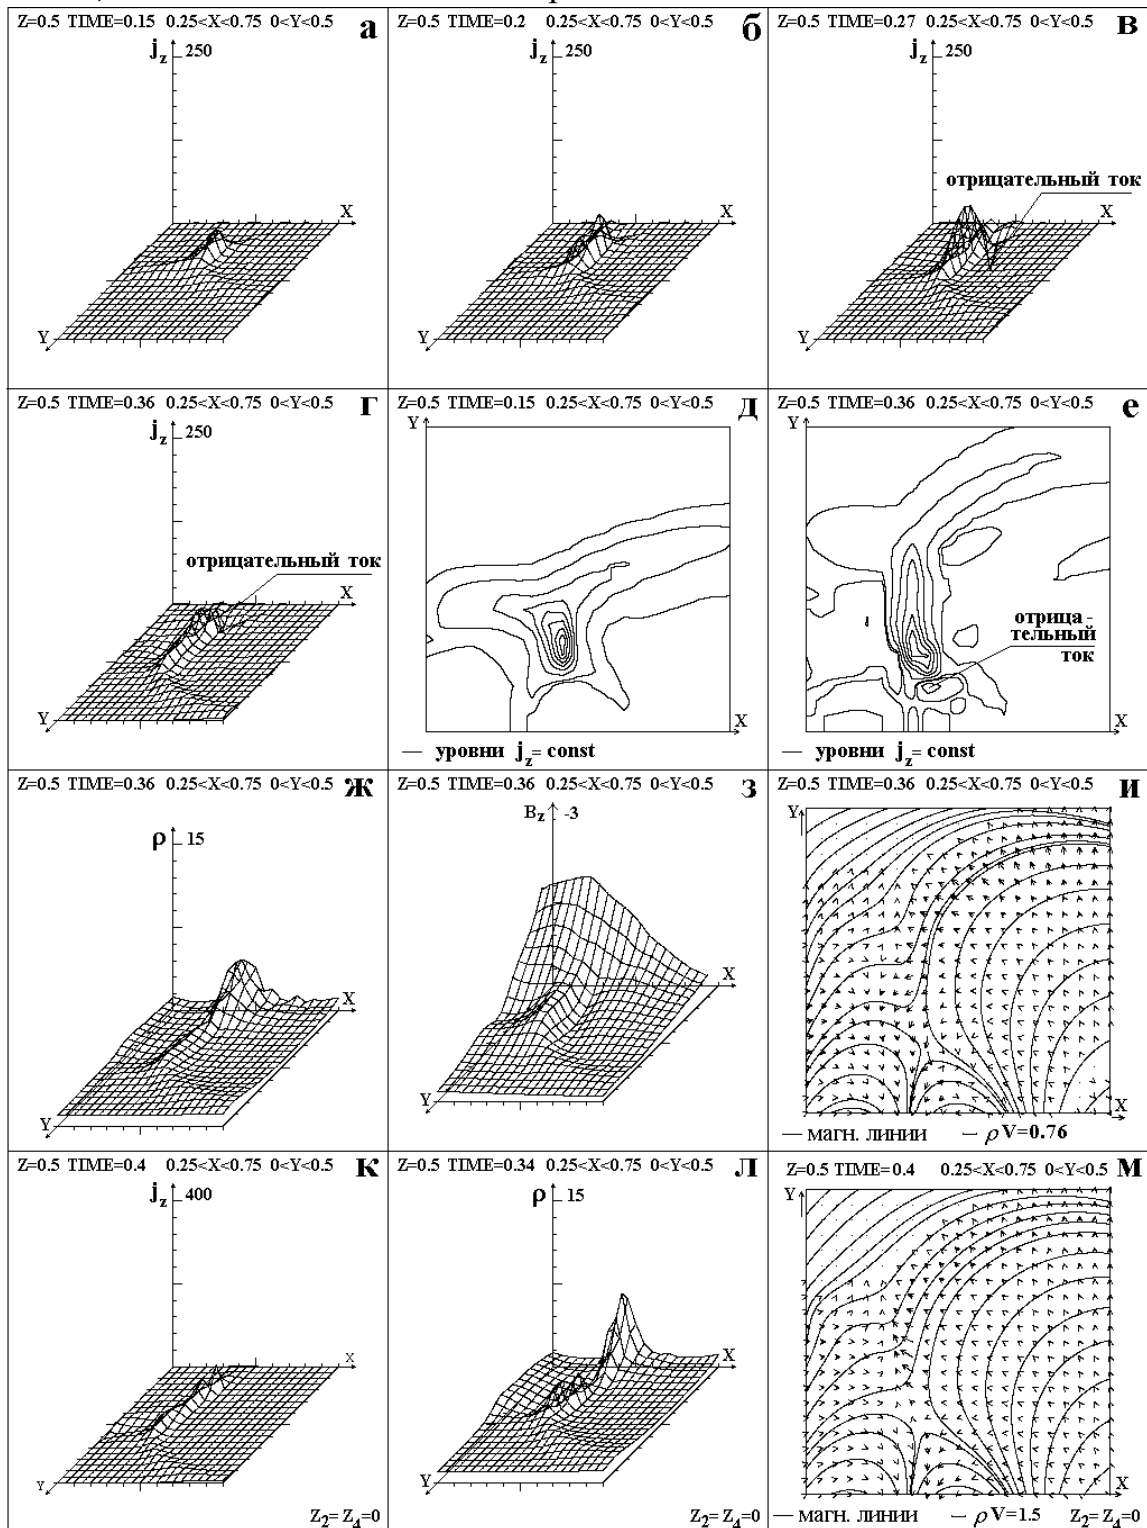 Z=0.5 TIME=0.15 0.25<X<0.75 0<Y<0.5 а
j_z 250
X
Y
Z=0.5 TIME=0.2 0.25<X<0.75 0<Y<0.5 б
j_z 250
X
Y
Z=0.5 TIME=0.27 0.25<X<0.75 0<Y<0.5 в
j_z 250
отрицательный ток
X
Y
Z=0.5 TIME=0.36 0.25<X<0.75 0<Y<0.5 г
j_z 250
отрицательный ток
X
Y
Z=0.5 TIME=0.15 0.25<X<0.75 0<Y<0.5 д
Y
X
— уровни j_z= const
Z=0.5 TIME=0.36 0.25<X<0.75 0<Y<0.5 е
Y
отрица -
тельный
ток
X
— уровни j_z= const
Z=0.5 TIME=0.36 0.25<X<0.75 0<Y<0.5 ж
ρ 15
X
Y
Z=0.5 TIME=0.36 0.25<X<0.75 0<Y<0.5 з
B_z -3
X
Y
Z=0.5 TIME=0.36 0.25<X<0.75 0<Y<0.5 и
Y
X
— магн. линии — ρV=0.76
Z=0.5 TIME=0.4 0.25<X<0.75 0<Y<0.5 к
j_z 400
X
Y
Z_2= Z_4=0
Z=0.5 TIME=0.34 0.25<X<0.75 0<Y<0.5 л
ρ 15
X
Y
Z_2= Z_4=0
Z=0.5 TIME=0.4 0.25<X<0.75 0<Y<0.5 м
Y
X
— магн. линии — ρV=1.5 Z_2= Z_4=0